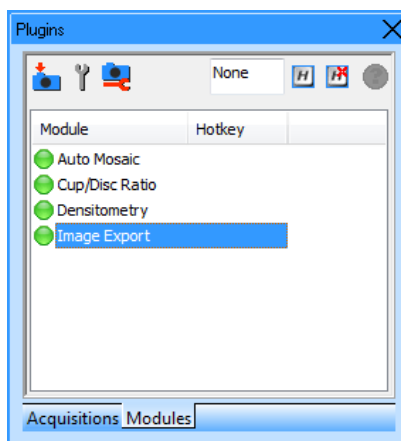 Plugins
None H H ?
Module Hotkey
Auto Mosaic
Cup/Disc Ratio
Densitometry
Image Export
Acquisitions Modules